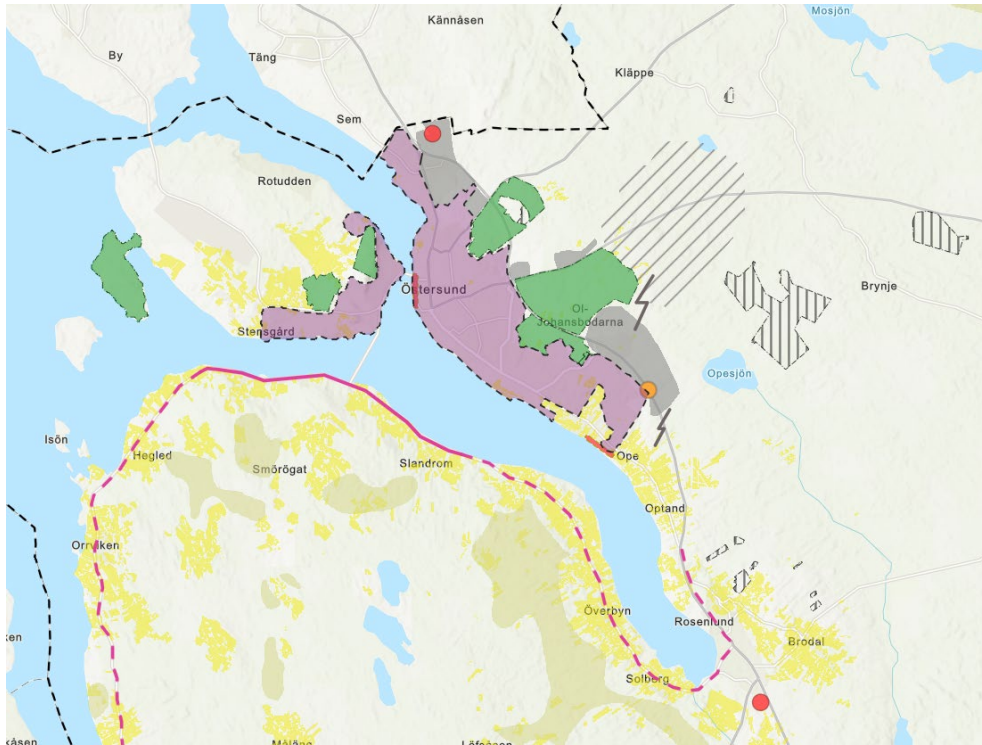 Mosjön
Kännåsen
By
Täng
Kläppe
Sem
Rotudden
Brynje
Östersund
Ol-
Johansbodarna
Stensgård
Opesjön
Isön
Hegled
Smörögat
Slandrom
Ope
Optand
Orrviken
Överbyn
Rosenlund
Brodal
Solberg
Målång